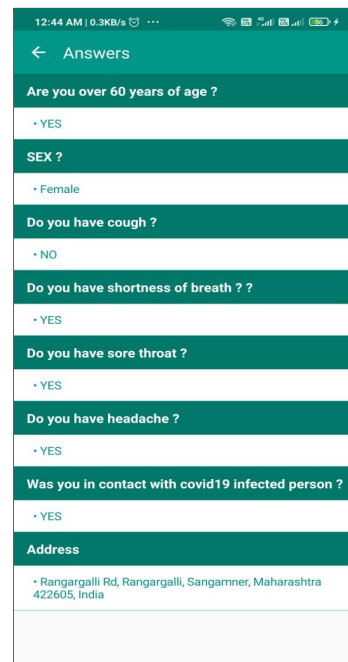 12:44 AM | 0.3KB/s
Answers
Are you over 60 years of age ?
• YES
SEX ?
• Female
Do you have cough ?
• NO
Do you have shortness of breath ? ?
• YES
Do you have sore throat ?
• YES
Do you have headache ?
• YES
Was you in contact with covid19 infected person ?
• YES
Address
• Rangargalli Rd, Rangargalli, Sangamner, Maharashtra
422605, India